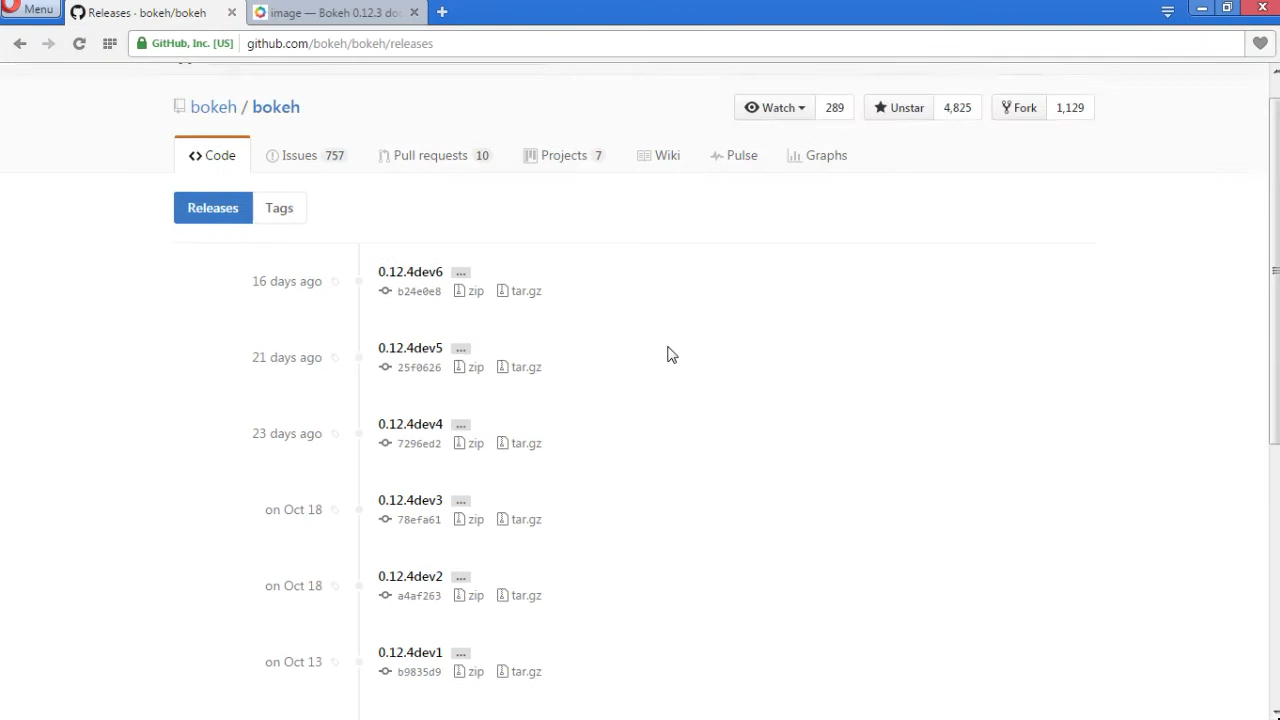 Menu
Releases · bokeh/bokeh
image — Bokeh 0.12.3 doc
GitHub, Inc. [US]
github.com/bokeh/bokeh/releases
bokeh / bokeh
Watch 289
Unstar 4,825
Fork 1,129
Code
Issues 757
Pull requests 10
Projects 7
Wiki
Pulse
Graphs
Releases
Tags
16 days ago
0.12.4dev6 ...
b24e0e8 zip tar.gz
21 days ago
0.12.4dev5 ...
25f0626 zip tar.gz
23 days ago
0.12.4dev4 ...
7296ed2 zip tar.gz
on Oct 18
0.12.4dev3 ...
78efa61 zip tar.gz
on Oct 18
0.12.4dev2 ...
a4af263 zip tar.gz
on Oct 13
0.12.4dev1 ...
b9835d9 zip tar.gz